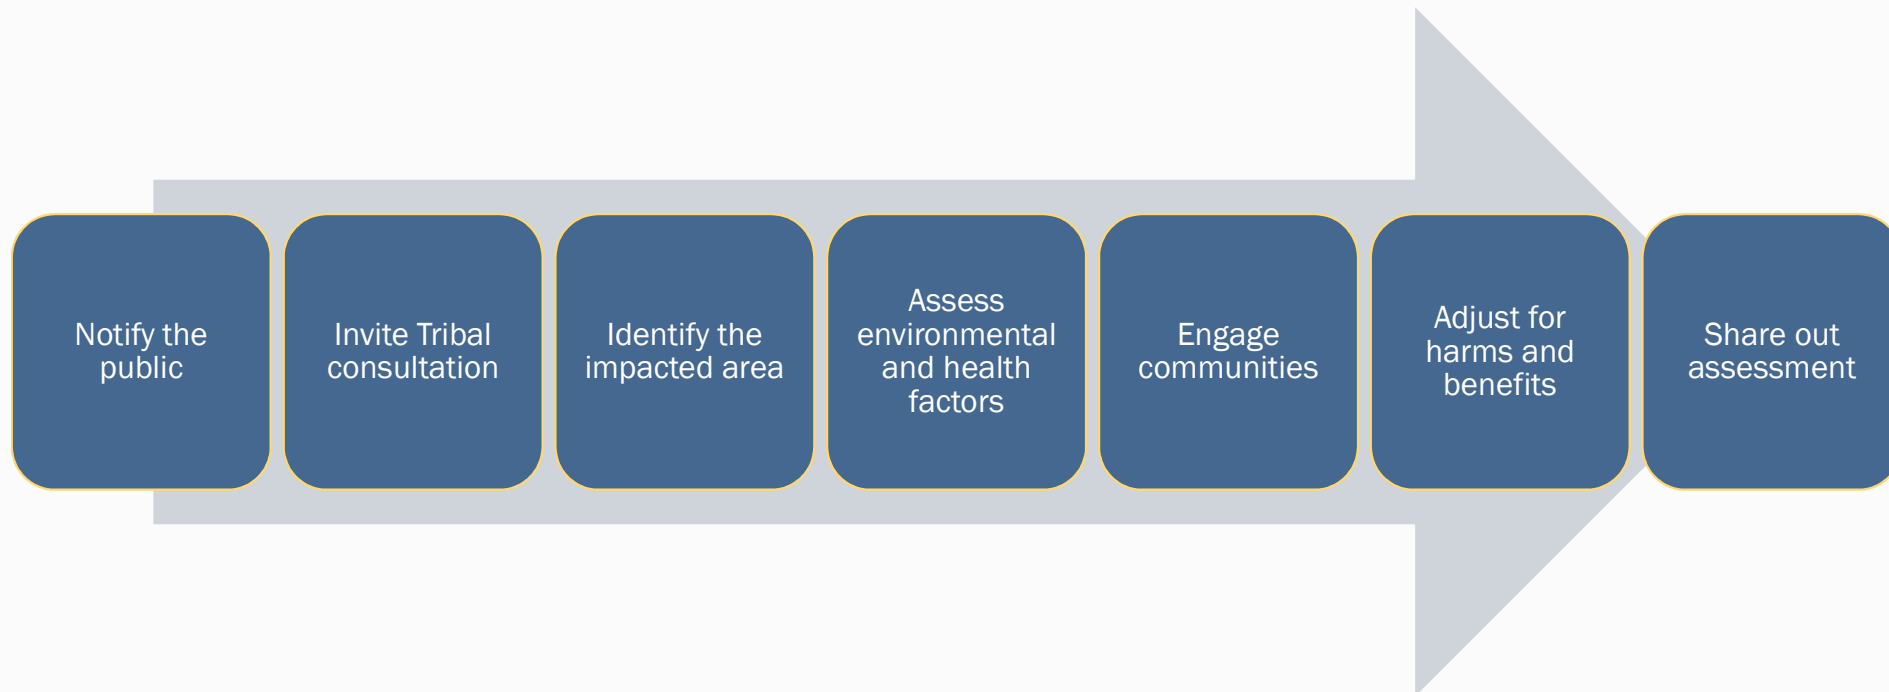 Notify the
public
Invite Tribal
consultation
Identify the
impacted area
Assess
environmental
and health
factors
Engage
communities
Adjust for
harms and
benefits
Share out
assessment